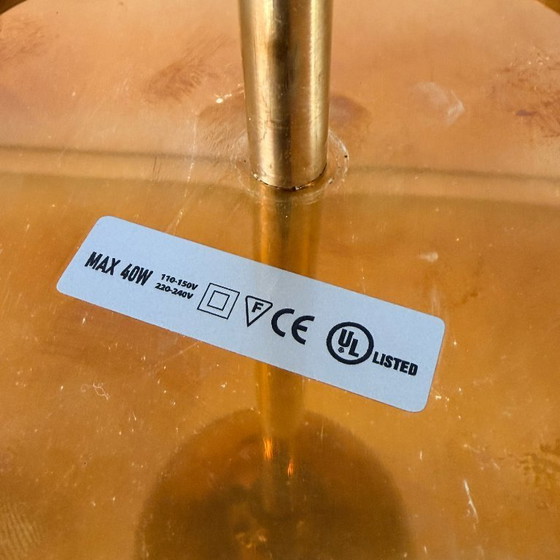 MAX 40W
110-150V
220-240V
F
CE
UL LISTED